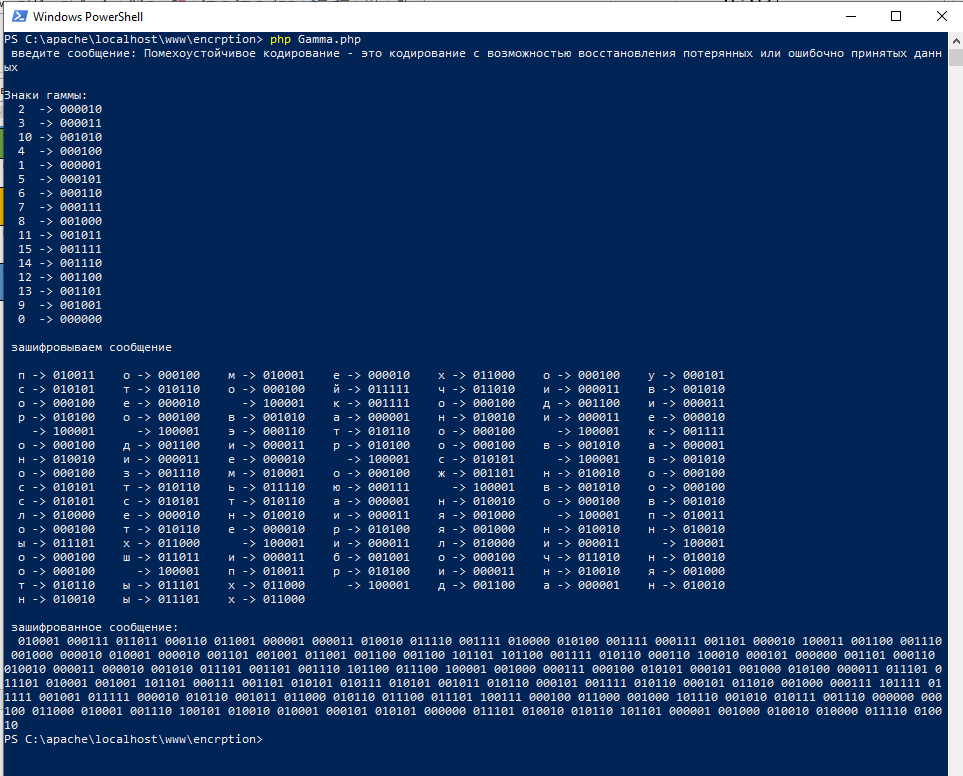 Windows PowerShell
PS C:\apache\localhost\www\encrption> php Gamma.php
введите сообщение: Помехоустойчивое кодирование - это кодирование с возможностью восстановления потерянных или ошибочно принятых данн
ых
Знаки гаммы:
2 -> 000010
3 -> 000011
10 -> 001010
4 -> 000100
1 -> 000001
5 -> 000101
6 -> 000110
7 -> 000111
8 -> 001000
11 -> 001011
15 -> 001111
14 -> 001110
12 -> 001100
13 -> 001101
9 -> 001001
0 -> 000000
зашифровываем сообщение
п -> 010011 о -> 000100 м -> 010001 е -> 000010 х -> 011000 о -> 000100 у -> 000101
с -> 010101 т -> 010110 о -> 000100 й -> 011111 ч -> 011010 и -> 000011 в -> 001010
о -> 000100 е -> 000010 -> 100001 к -> 001111 о -> 000100 д -> 001100 и -> 000011
р -> 010100 о -> 000100 в -> 001010 а -> 000001 н -> 010010 и -> 000011 е -> 000010
-> 100001 -> 100001 э -> 000110 т -> 010110 о -> 000100 -> 100001 к -> 001111
о -> 000100 д -> 001100 и -> 000011 р -> 010100 о -> 000100 в -> 001010 а -> 000001
н -> 010010 и -> 000011 е -> 000010 -> 100001 с -> 010101 -> 100001 в -> 001010
о -> 000100 з -> 001110 м -> 010001 о -> 000100 ж -> 001101 н -> 010010 о -> 000100
с -> 010101 т -> 010110 ь -> 011110 ю -> 000111 -> 100001 в -> 001010 о -> 000100
с -> 010101 с -> 010101 т -> 010110 а -> 000001 н -> 010010 о -> 000100 в -> 001010
л -> 010000 е -> 000010 н -> 010010 и -> 000011 я -> 001000 -> 100001 п -> 010011
о -> 000100 т -> 010110 е -> 000010 р -> 010100 я -> 001000 н -> 010010 н -> 010010
ы -> 011101 х -> 011000 -> 100001 и -> 000011 л -> 010000 и -> 000011 -> 100001
о -> 000100 ш -> 011011 и -> 000011 б -> 001001 о -> 000100 ч -> 011010 н -> 010010
о -> 000100 -> 100001 п -> 010011 р -> 010100 и -> 000011 н -> 010010 я -> 001000
т -> 010110 ы -> 011101 х -> 011000 -> 100001 д -> 001100 а -> 000001 н -> 010010
н -> 010010 ы -> 011101 х -> 011000
зашифрованное сообщение:
010001 000111 011011 000110 011001 000001 000011 010010 011110 001111 010000 010100 001111 000111 001101 000010 100011 001100 001110
001000 000010 010001 000010 001101 001001 011001 001100 001100 101101 101100 001111 010110 000110 100010 000101 000000 001101 000110
010010 000011 000010 001010 011101 001101 001110 101100 011100 100001 001000 000111 000100 010101 000101 001000 010100 000011 011101 0
11101 010001 001001 101101 000111 001101 010101 010111 010101 001011 010110 000101 001111 010110 000101 011010 001000 000111 101111 01
1111 001001 011111 000010 010110 001011 011000 010110 011100 011101 100111 000100 011000 001000 101110 001010 010111 001110 000000 000
100 011000 010001 001110 100101 010010 010001 000101 010101 000000 011101 010010 010110 101101 000001 001000 010010 010000 011110 0100
10
PS C:\apache\localhost\www\encrption>